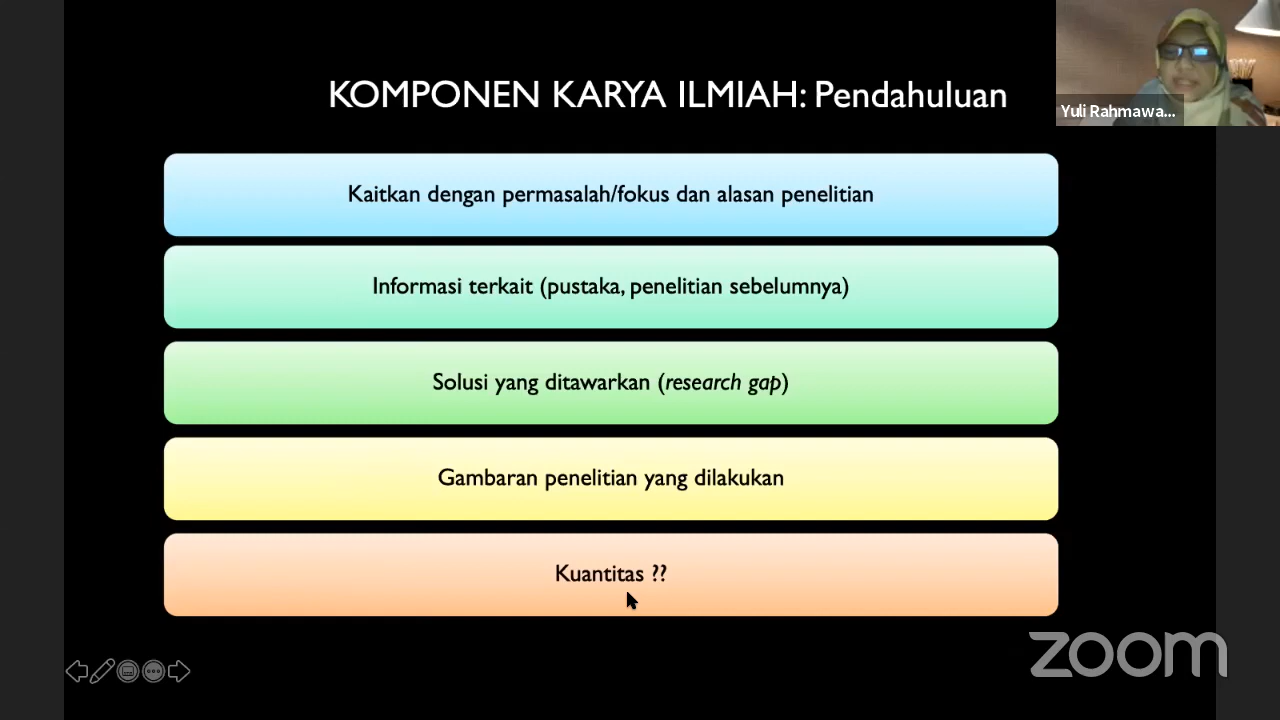 KOMPONEN KARYA ILMIAH: Pendahuluan
Yuli Rahmawa...
Kaitkan dengan permasalah/fokus dan alasan penelitian
Informasi terkait (pustaka, penelitian sebelumnya)
Solusi yang ditawarkan (research gap)
Gambaran penelitian yang dilakukan
Kuantitas ??
zoom